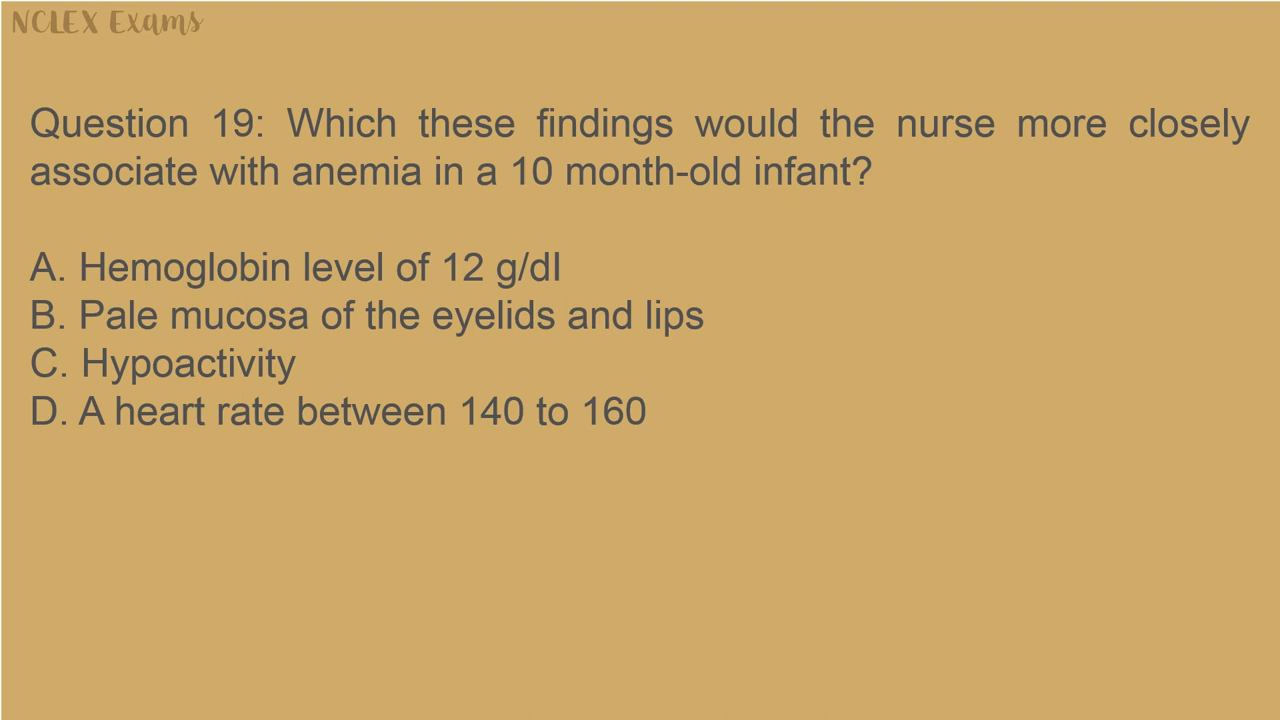 NCLEX Exams
Question 19: Which these findings would the nurse more closely
associate with anemia in a 10 month-old infant?
A. Hemoglobin level of 12 g/dI
B. Pale mucosa of the eyelids and lips
C. Hypoactivity
D. A heart rate between 140 to 160